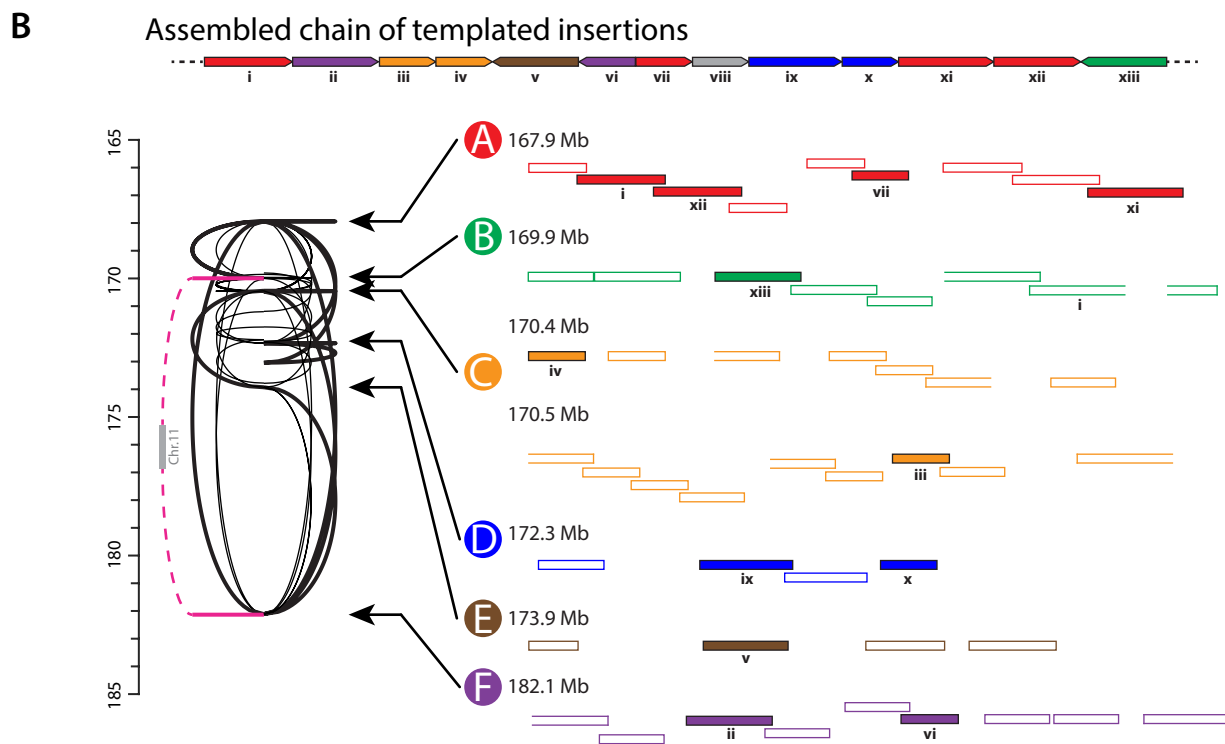 B
Assembled chain of templated insertions
i ii iii iv v vi vii viii ix x xi xii xiii
165
170
175
180
185
Chr.11
A 167.9 Mb
i xii vii xi
B 169.9 Mb
xiii i
170.4 Mb
C
iv
170.5 Mb
iii
D 172.3 Mb
ix x
E 173.9 Mb
v
F 182.1 Mb
ii vi